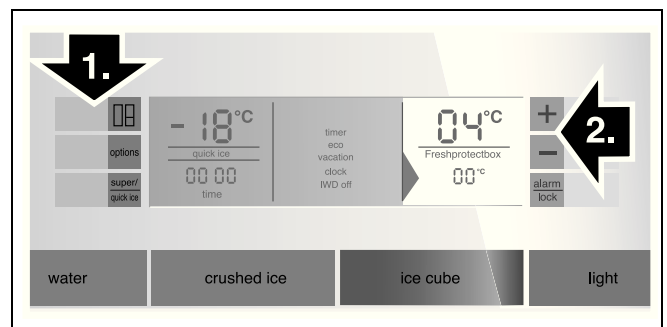 1.
- 18°C
quick ice
00 00
time
timer
eco
vacation
clock
IWD off
04°C
Freshprotectbox
00°C
options
super/
quick ice
+
-
alarm
lock
2.
water
crushed ice
ice cube
light